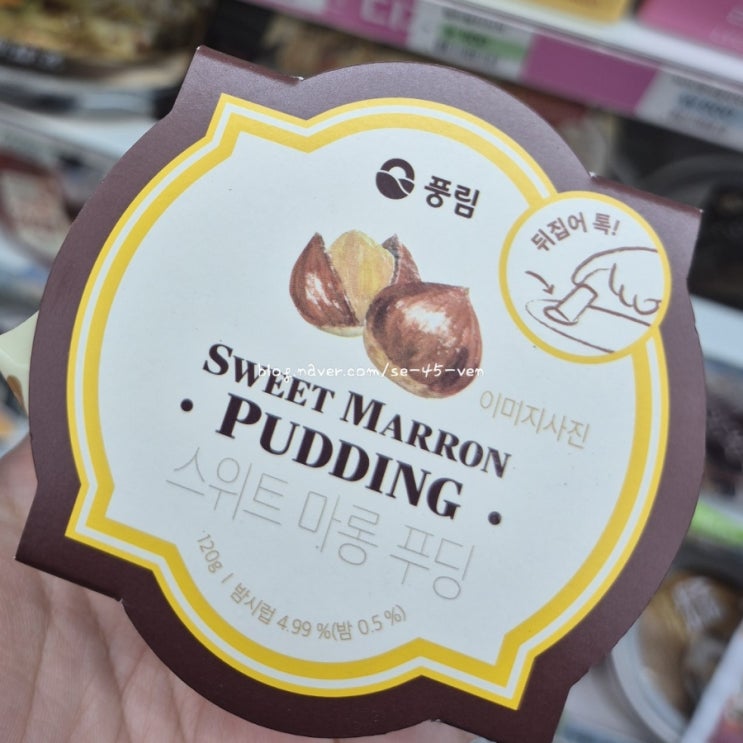 풍림
뒤집어 톡!
이미지사진
SWEET MARRON
blog.naver.com/se-45-ven
• PUDDING •
스위트 마롱 푸딩
120g I 밤시럽 4.99 %(밤 0.5 %)